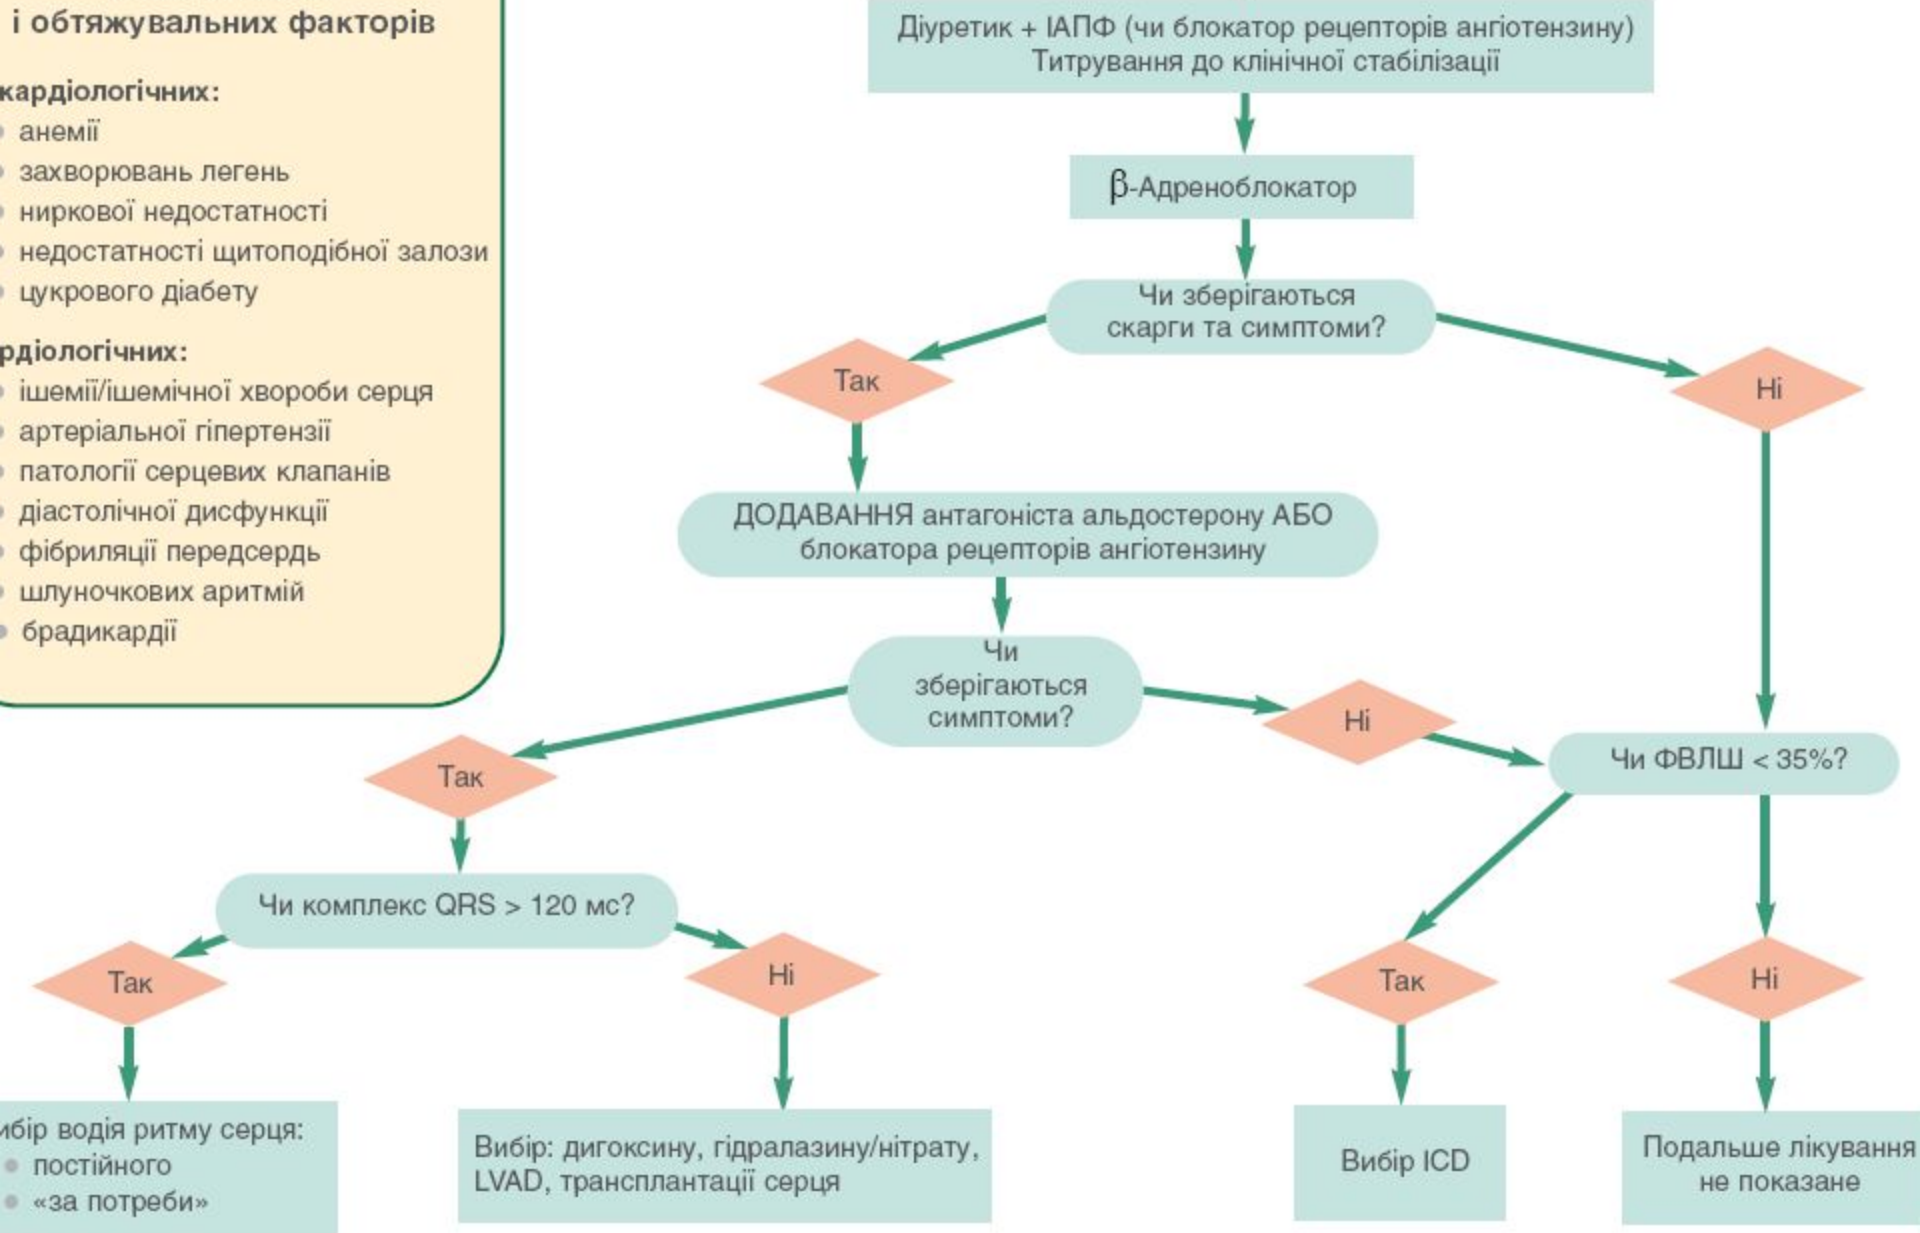 і обтяжувальних факторів
кардіологічних:
анемії
захворювань легень
ниркової недостатності
недостатності щитоподібної залози
цукрового діабету
рдіологічних:
ішемії/ішемічної хвороби серця
артеріальної гіпертензії
патології серцевих клапанів
діастолічної дисфункції
фібриляції передсердь
шлуночкових аритмій
брадикардії
Діуретик + ІАПФ (чи блокатор рецепторів ангіотензину)
Титрування до клінічної стабілізації
β-Адреноблокатор
Чи зберігаються
скарги та симптоми?
Так
Ні
ДОДАВАННЯ антагоніста альдостерону АБО
блокатора рецепторів ангіотензину
Чи
зберігаються
симптоми?
Так
Ні
Чи ФВЛШ < 35%?
Чи комплекс QRS > 120 мс?
Так
Ні
Так
Ні
ибір водія ритму серця:
постійного
«за потреби»
Вибір: дигоксину, гідралазину/нітрату,
LVAD, трансплантації серця
Вибір ICD
Подальше лікування
не показане